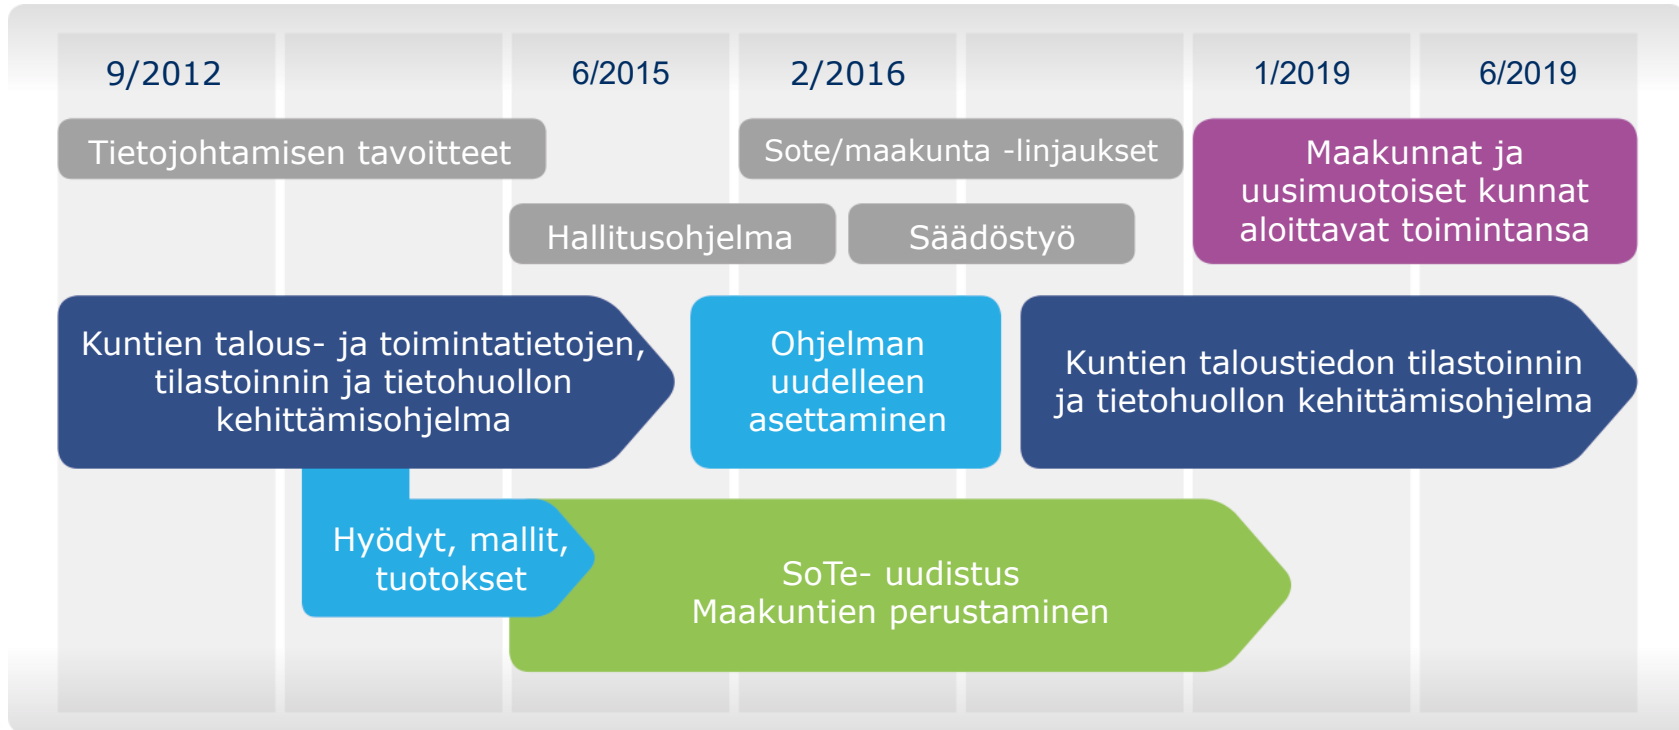 9/2012
6/2015
2/2016
1/2019
6/2019
Tietojohtamisen tavoitteet
Sote/maakunta -linjaukset
Maakunnat ja
uusimuotoiset kunnat
aloittavat toimintansa
Hallitusohjelma
Säädöstyö
Kuntien talous- ja toimintatietojen,
tilastoinnin ja tietohuollon
kehittämisohjelma
Ohjelman
uudelleen
asettaminen
Kuntien taloustiedon tilastoinnin
ja tietohuollon kehittämisohjelma
Hyödyt, mallit,
tuotokset
SoTe- uudistus
Maakuntien perustaminen